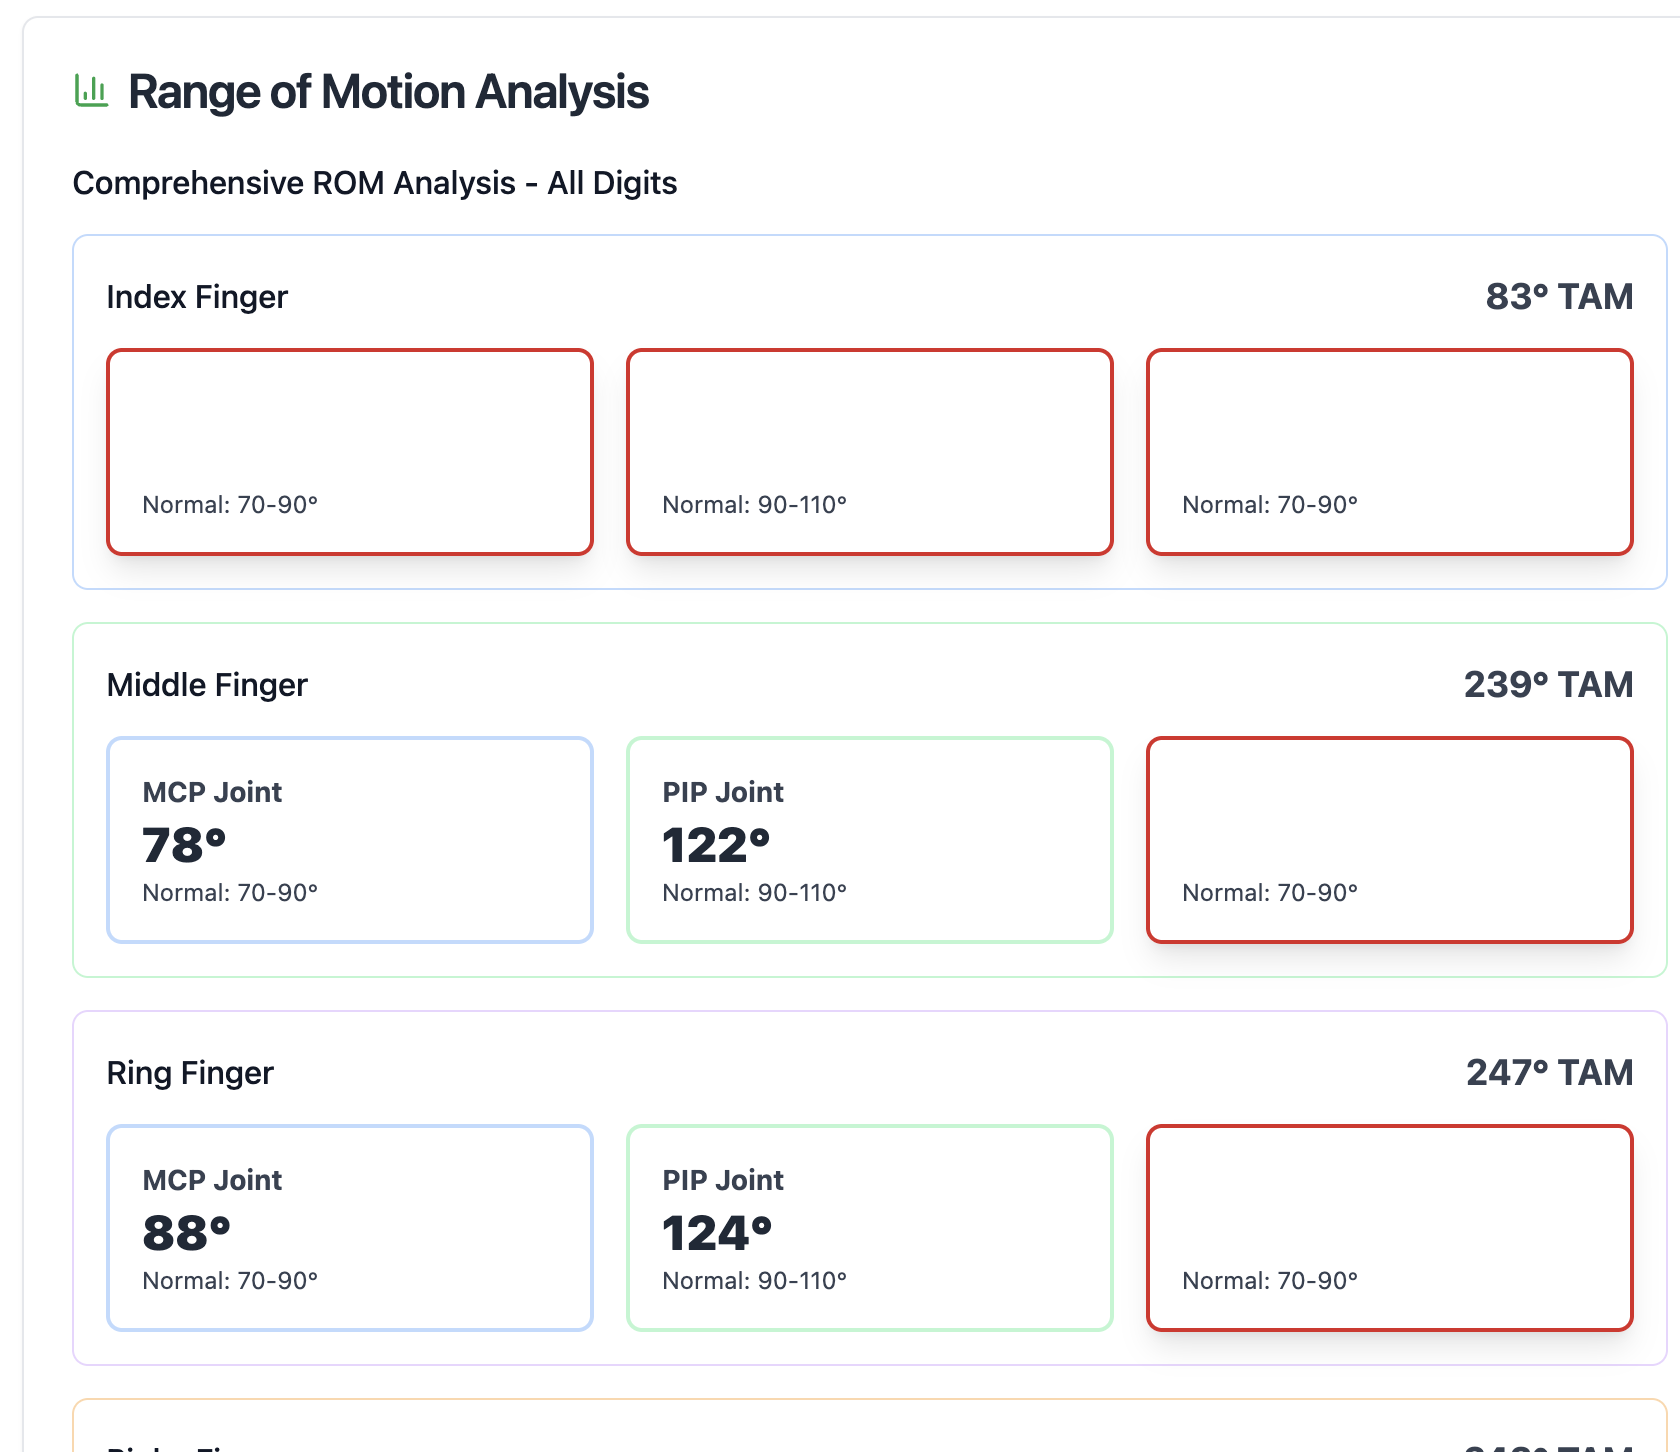 Range of Motion Analysis
Comprehensive ROM Analysis - All Digits
Index Finger
83° TAM
Normal: 70-90°
Normal: 90-110°
Normal: 70-90°
Middle Finger
239° TAM
MCP Joint
78°
Normal: 70-90°
PIP Joint
122°
Normal: 90-110°
Normal: 70-90°
Ring Finger
247° TAM
MCP Joint
88°
Normal: 70-90°
PIP Joint
124°
Normal: 90-110°
Normal: 70-90°